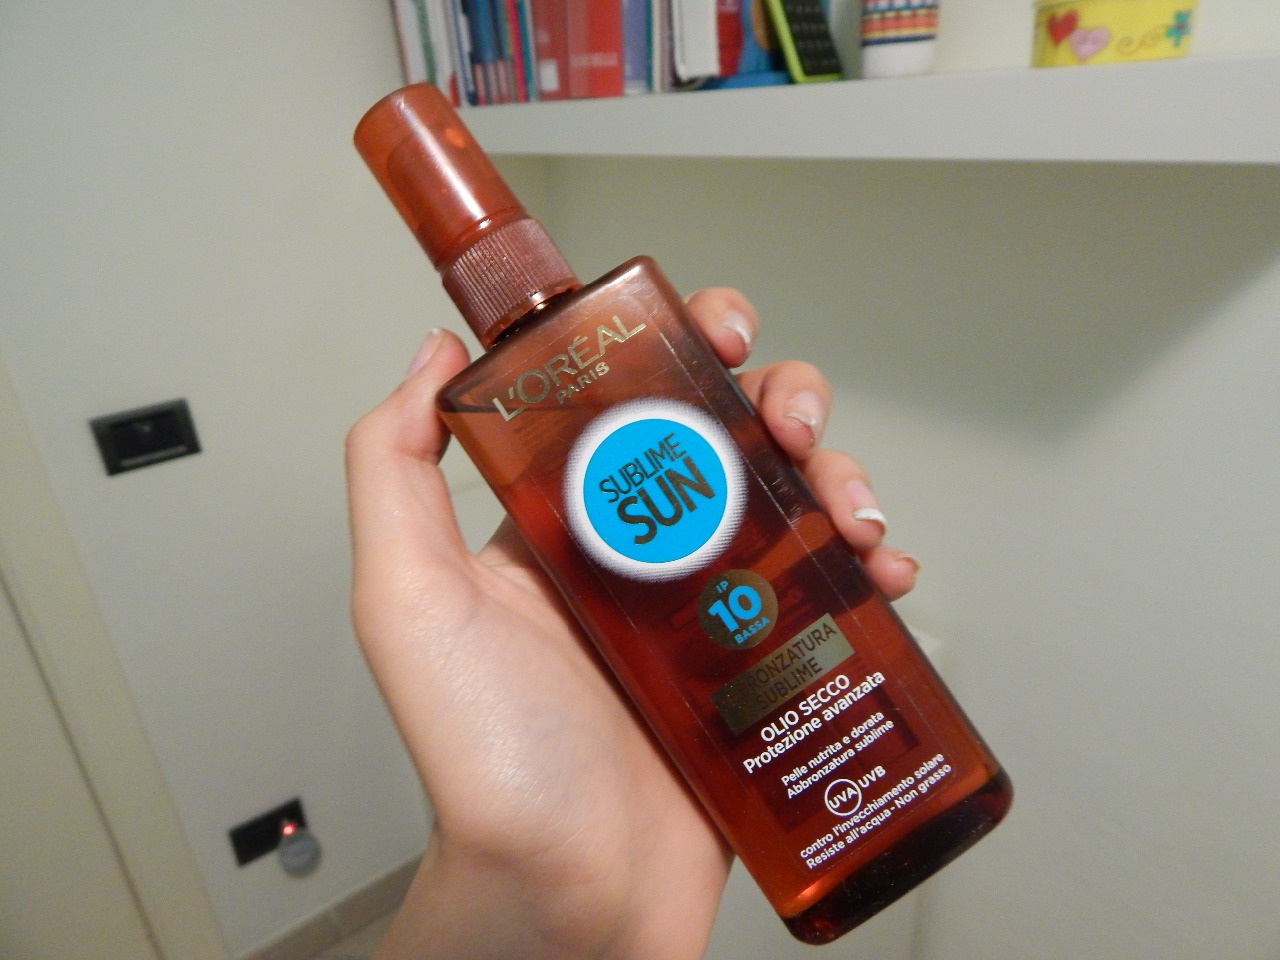 L'ORÉAL
PARIS
SUBLIME
SUN
IP
10
BASSA
ABBRONZATURA
SUBLIME
OLIO SECCO
Protezione avanzata
Pelle nutrita e dorata
Abbronzatura sublime
UVA UVB
contro l'invecchiamento solare
Resiste all'acqua - Non grasso